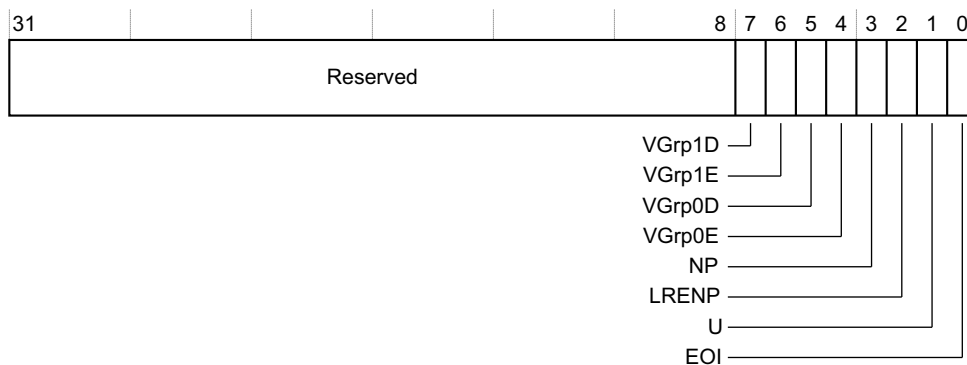 31 8 7 6 5 4 3 2 1 0
Reserved
VGrp1D
VGrp1E
VGrp0D
VGrp0E
NP
LRENP
U
EOI